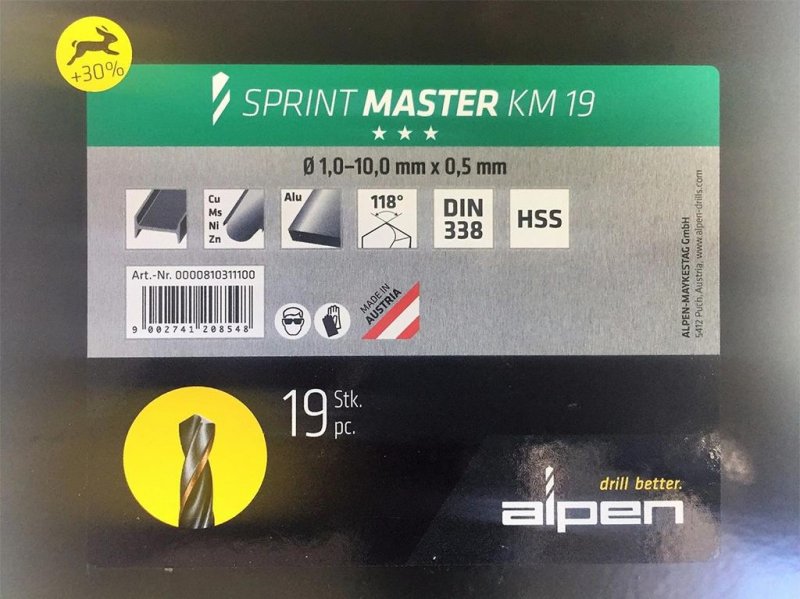 +30%
SPRINT MASTER KM 19
Ø 1,0–10,0 mm x 0,5 mm
Cu
Ms
Ni
Zn
Alu
118°
DIN
338
HSS
Art.-Nr. 0000810311100
9 002741 208548
MADE IN
AUSTRIA
ALPEN-MAYKESTAG GmbH
5412 Puch, Austria, www.alpen-drills.com
19 Stk.
pc.
drill better.
alpen